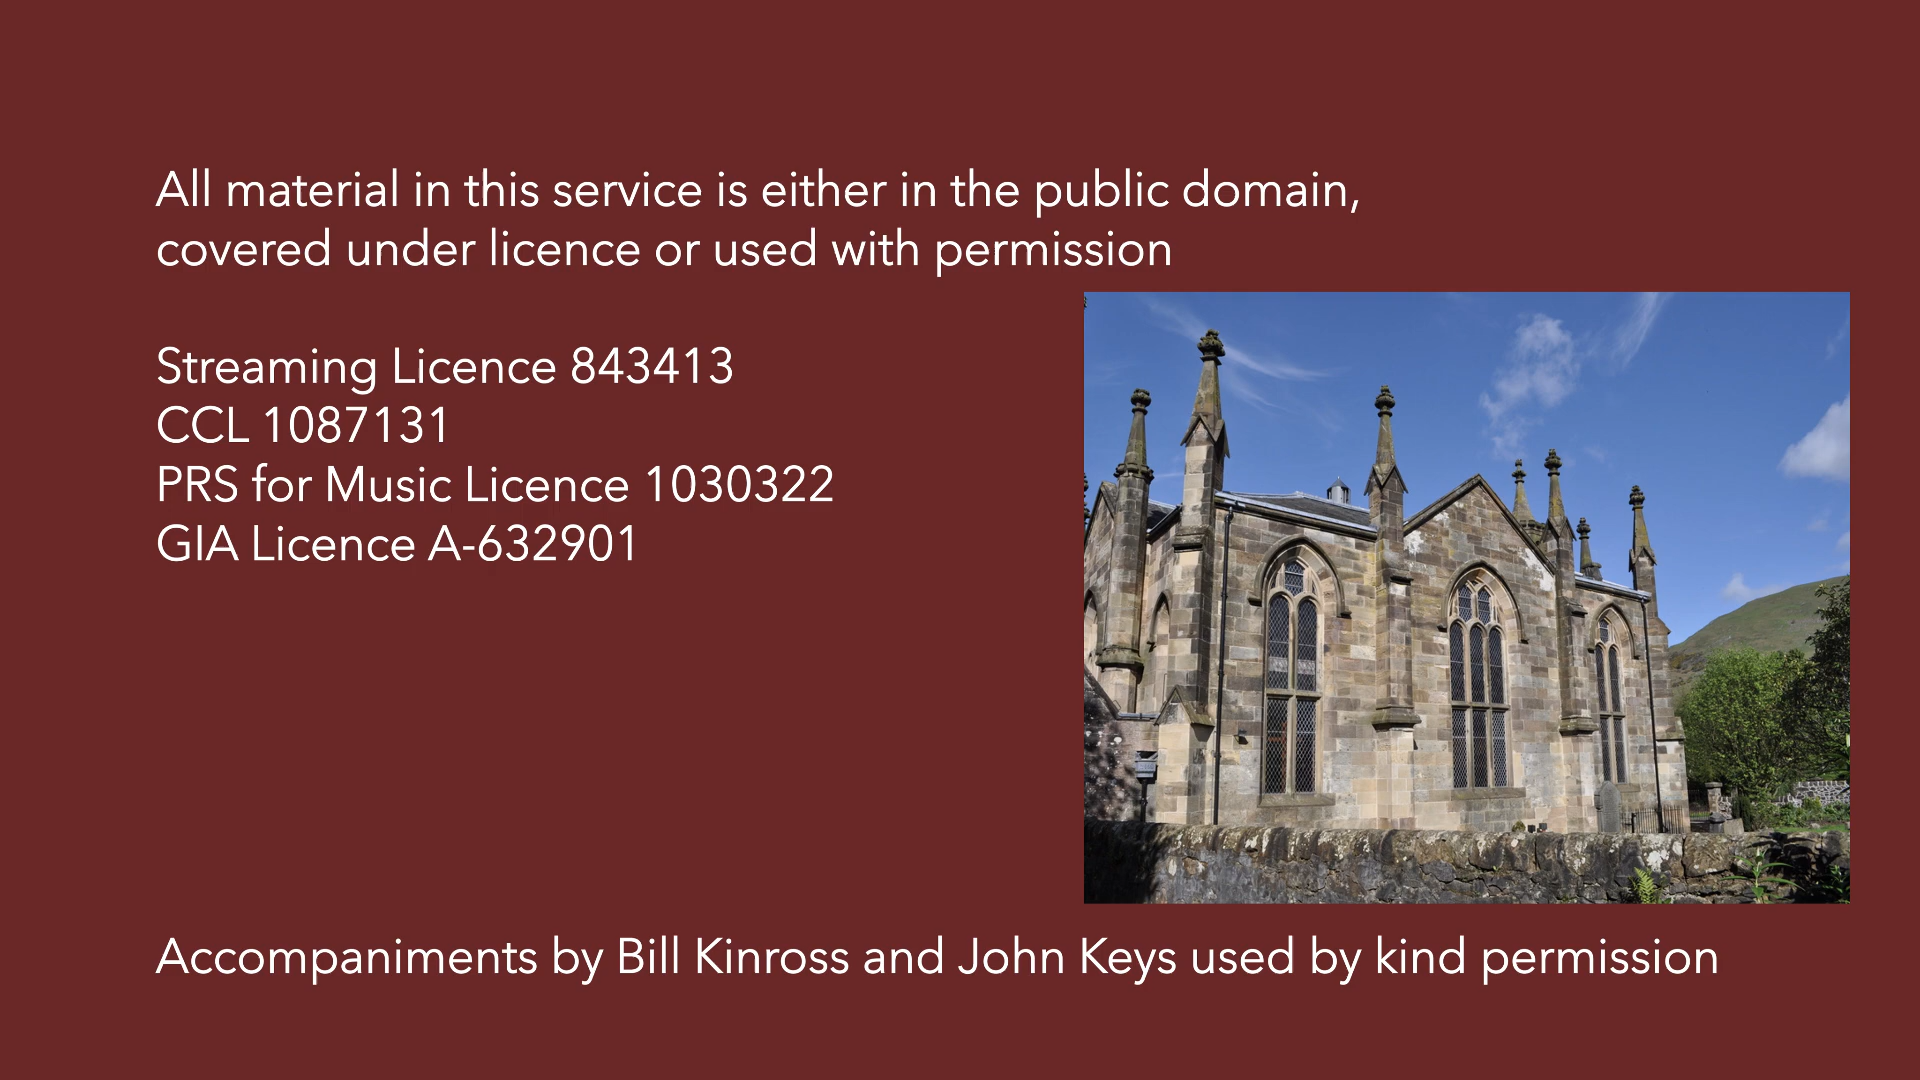 All material in this service is either in the public domain,
covered under licence or used with permission
Streaming Licence 843413
CCL 1087131
PRS for Music Licence 1030322
GIA Licence A-632901
Accompaniments by Bill Kinross and John Keys used by kind permission